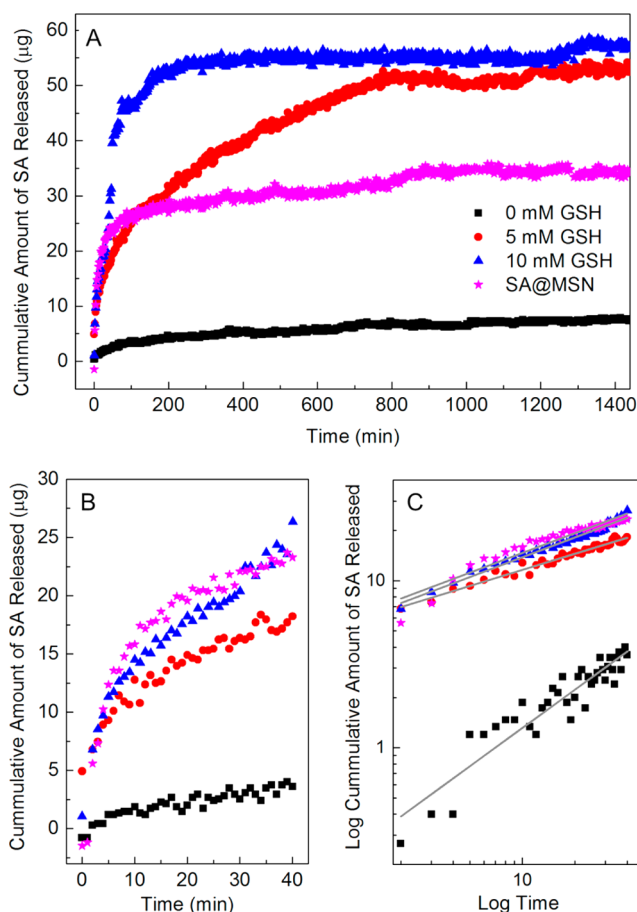 A
Cummulative Amount of SA Released (µg)
60
50
40
30
20
10
0
0 mM GSH
5 mM GSH
10 mM GSH
SA@MSN
0 200 400 600 800 1000 1200 1400
Time (min)
B
Cummulative Amount of SA Released (µg)
30
25
20
15
10
5
0
0 10 20 30 40
Time (min)
C
Log Cummulative Amount of SA Released
10
1
10
Log Time